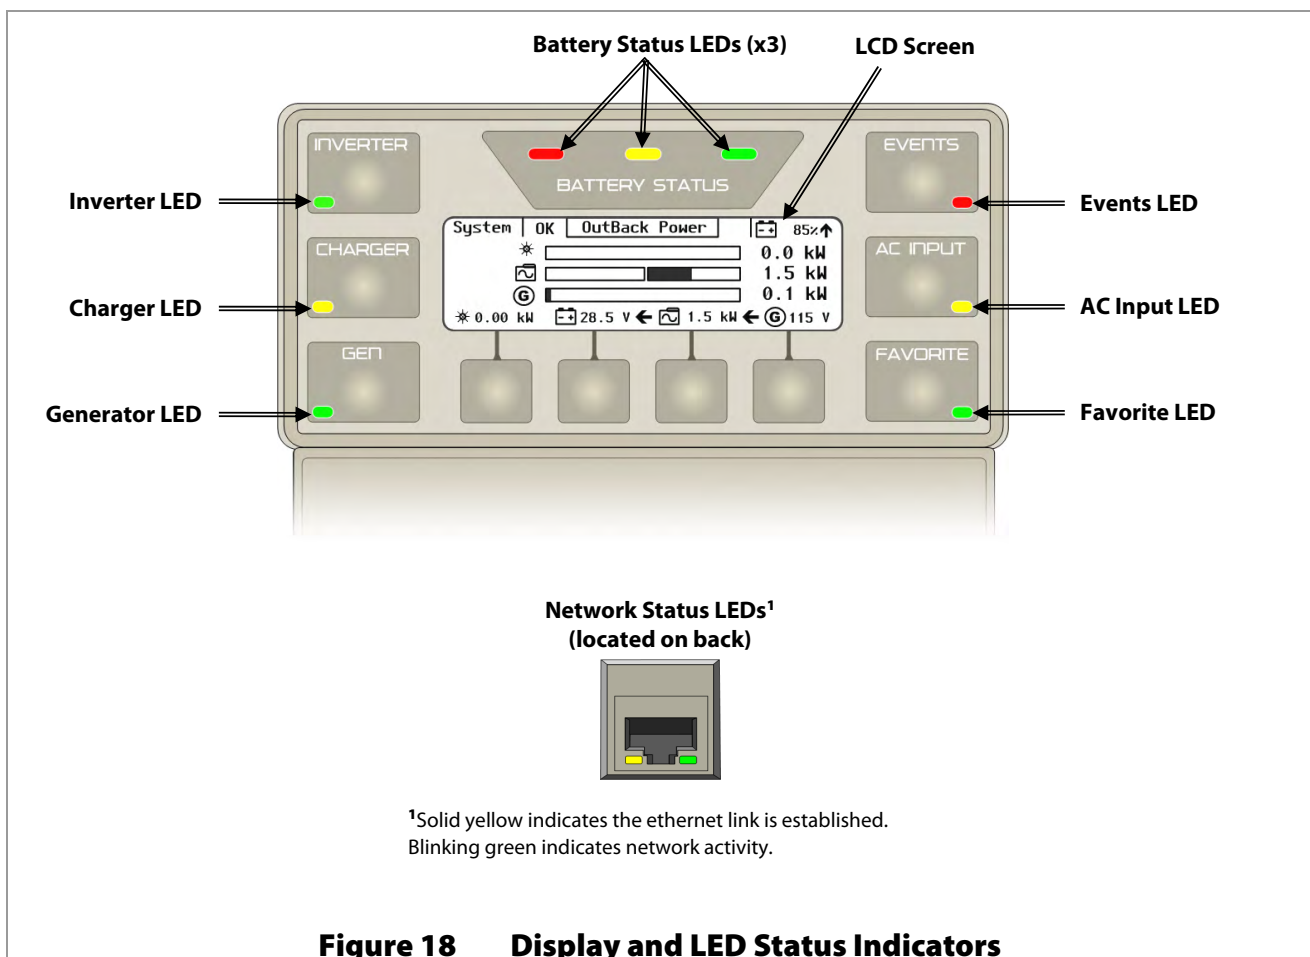 Battery Status LEDs (x3)
LCD Screen
INVERTER
EVENTS
BATTERY STATUS
Inverter LED
Events LED
System OK OutBack Power 85%
CHARGER
AC INPUT
0.0 kW
1.5 kW
Charger LED
G 0.1 kW
AC Input LED
0.00 kW 28.5 V 1.5 kW G 115 V
GEN
FAVORITE
Generator LED
Favorite LED
Network Status LEDs¹
(located on back)
¹Solid yellow indicates the ethernet link is established.
Blinking green indicates network activity.
Figure 18 Display and LED Status Indicators